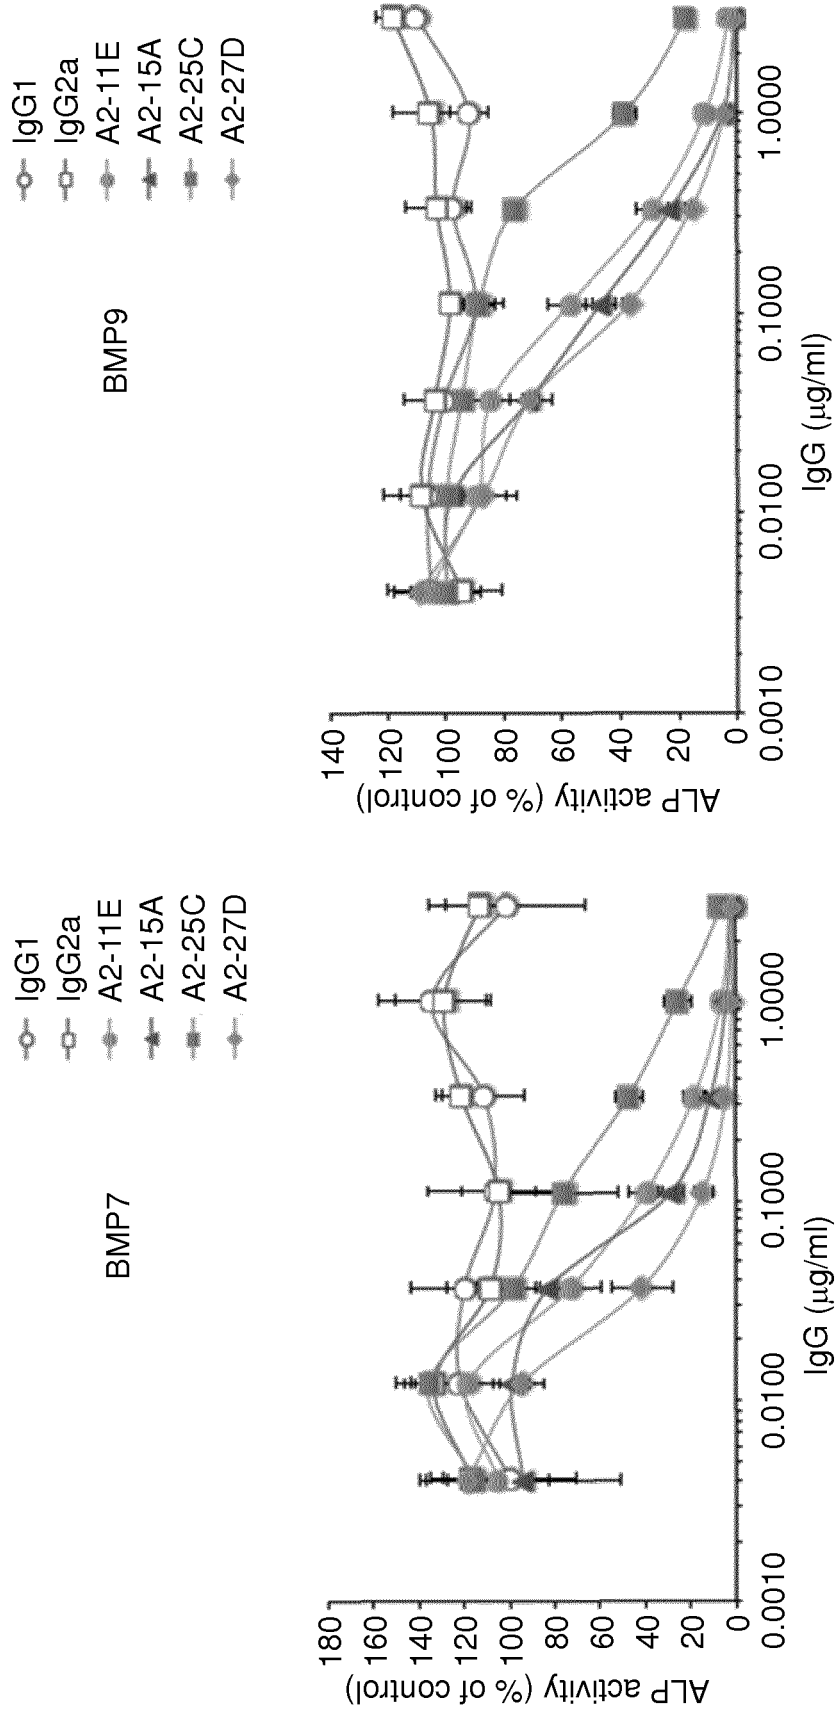 BMP7
IgG1
IgG2a
A2-11E
A2-15A
A2-25C
A2-27D
ALP activity (% of control)
180
160
140
120
100
80
60
40
20
0
0.0010
0.0100
0.1000
1.0000
IgG (μg/ml)
BMP9
IgG1
IgG2a
A2-11E
A2-15A
A2-25C
A2-27D
ALP activity (% of control)
140
120
100
80
60
40
20
0
0.0010
0.0100
0.1000
1.0000
IgG (μg/ml)